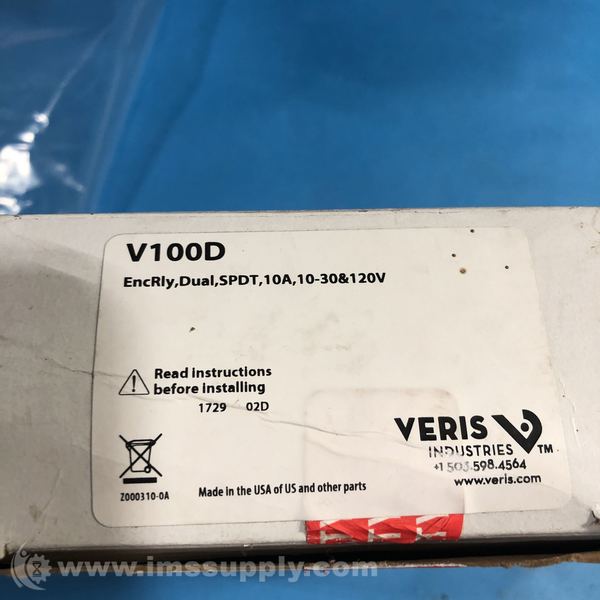 V100D
EncRly,Dual,SPDT,10A,10-30&120V
Read instructions
before installing
1729 02D
VERIS
INDUSTRIES TM
+1 503.598.4564
www.veris.com
Z000310-0A
Made in the USA of US and other parts
www.imssupply.com